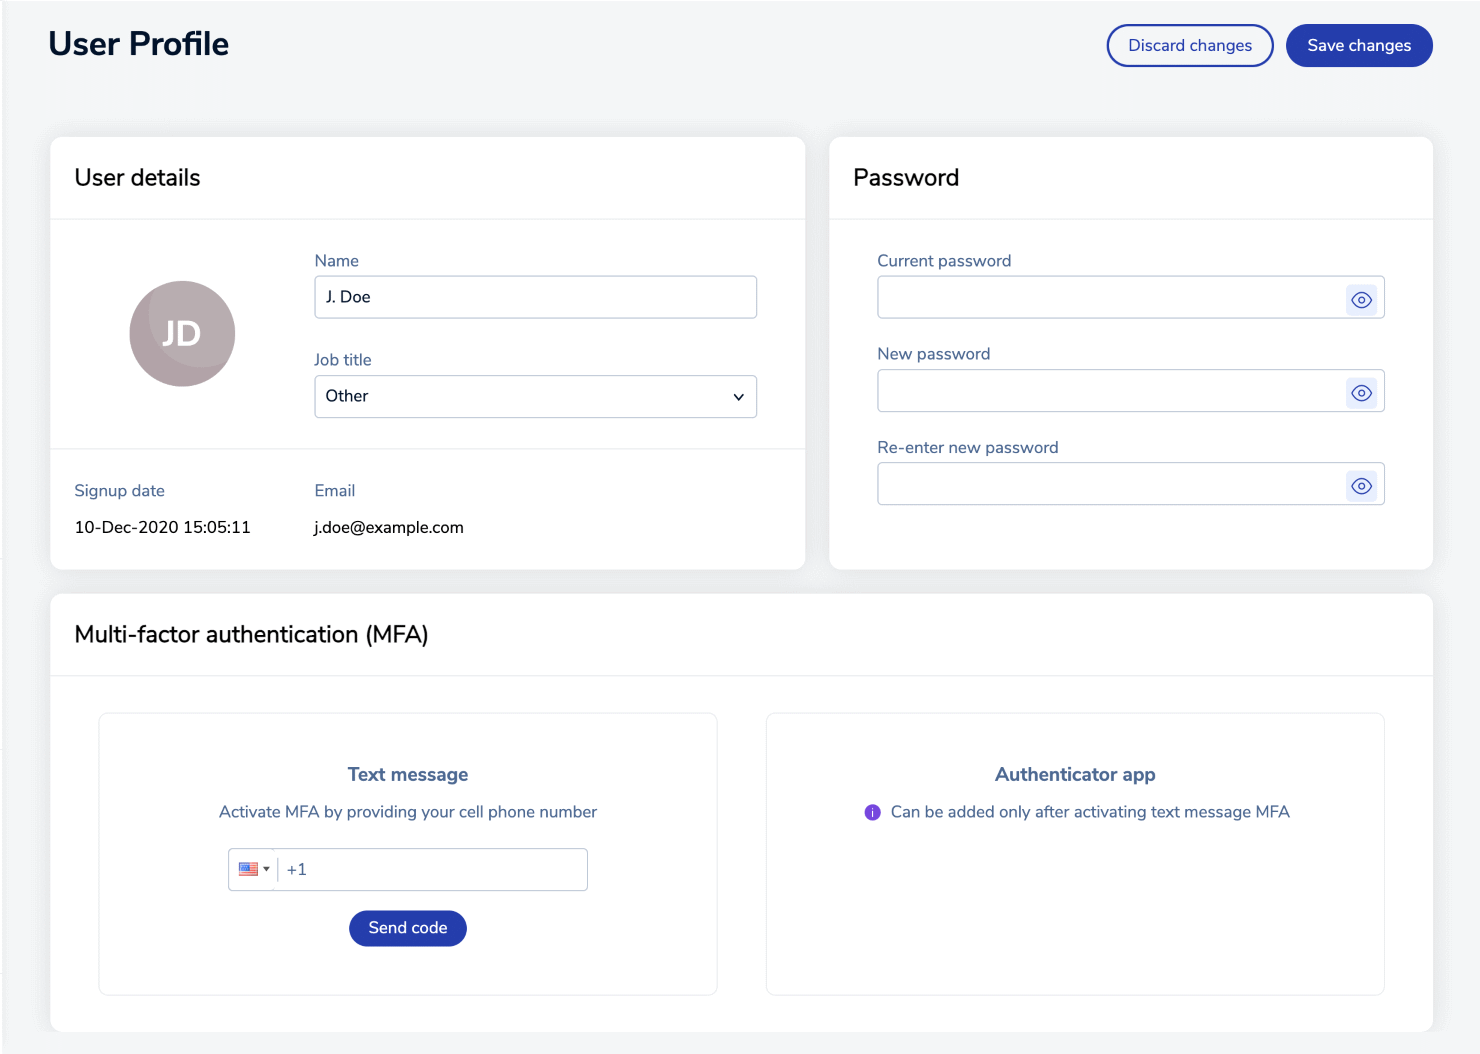 User Profile
Discard changes
Save changes
User details
JD
Name
J. Doe
Job title
Other
Signup date
10-Dec-2020 15:05:11
Email
j.doe@example.com
Password
Current password
New password
Re-enter new password
Multi-factor authentication (MFA)
Text message
Activate MFA by providing your cell phone number
+1
Send code
Authenticator app
i
Can be added only after activating text message MFA